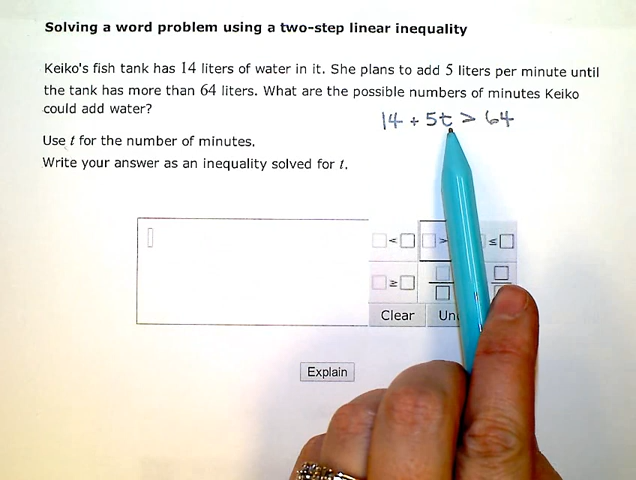 Solving a word problem using a two-step linear inequality
Keiko's fish tank has 14 liters of water in it. She plans to add 5 liters per minute until
the tank has more than 64 liters. What are the possible numbers of minutes Keiko
could add water?
14 + 5t > 64
Use t for the number of minutes.
Write your answer as an inequality solved for t.
□<□ □> ≤□
□≥□
Clear Un
Explain